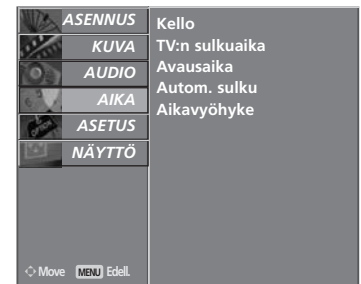 ASENNUS
KUVA
AUDIO
AIKA
ASETUS
NÄYTTÖ
Kello
TV:n sulkuaika
Avausaika
Autom. sulku
Aikavyöhyke
Move MENU Edell.